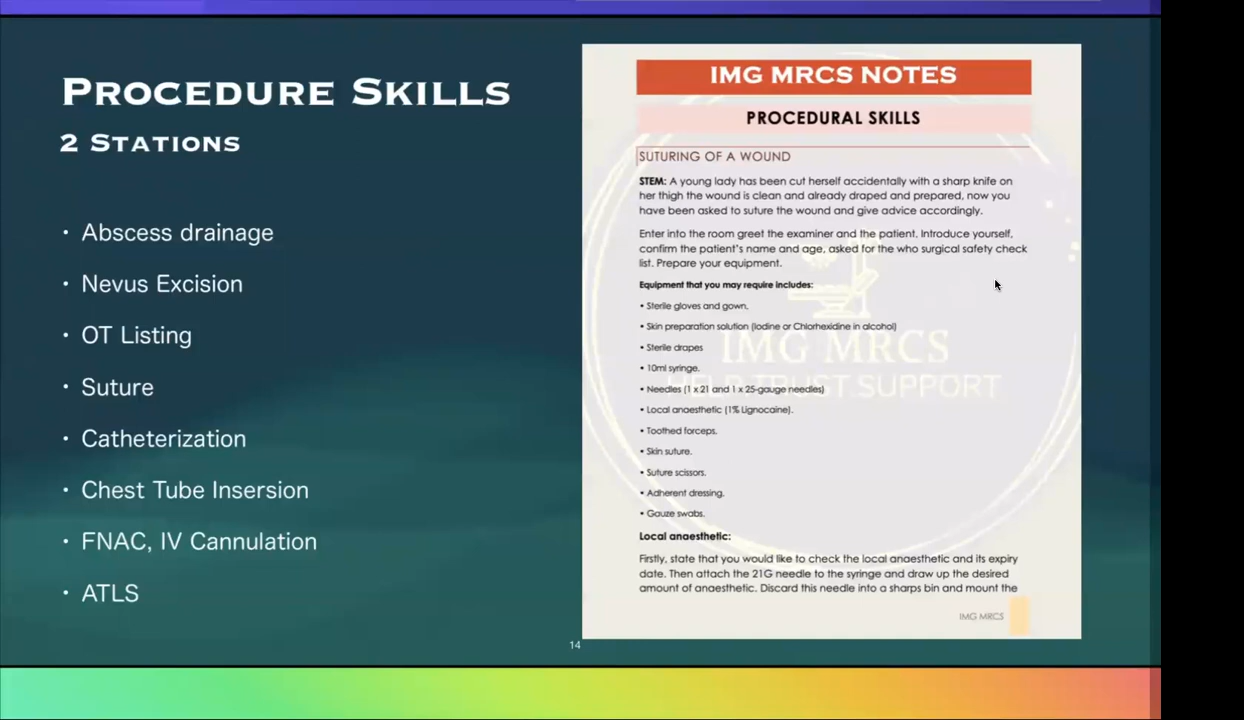 PROCEDURE SKILLS
2 STATIONS
• Abscess drainage
• Nevus Excision
• OT Listing
• Suture
• Catheterization
• Chest Tube Insersion
• FNAC, IV Cannulation
• ATLS
14
IMG MRCS NOTES
PROCEDURAL SKILLS
SUTURING OF A WOUND
STEM: A young lady has been cut herself accidentally with a sharp knife on
her thigh the wound is clean and already draped and prepared, now you
have been asked to suture the wound and give advice accordingly.
Enter into the room greet the examiner and the patient. Introduce yourself,
confirm the patient's name and age, asked for the who surgical safety check
list. Prepare your equipment.
Equipment that you may require includes:
• Sterile gloves and gown.
• Skin preparation solution (Iodine or Chlorhexidine in alcohol)
• Sterile drapes
• 10ml syringe.
• Needles (1 x 21 and 1 x 25-gauge needles)
• Local anaesthetic (1% Lignocaine).
• Toothed forceps.
• Skin suture.
• Suture scissors.
• Adherent dressing.
• Gauze swabs.
Local anaesthetic:
Firstly, state that you would like to check the local anaesthetic and its expiry
date. Then attach the 21G needle to the syringe and draw up the desired
amount of anaesthetic. Discard this needle into a sharps bin and mount the
IMG MRCS
IMG MRCS
HELP TRUST SUPPORT